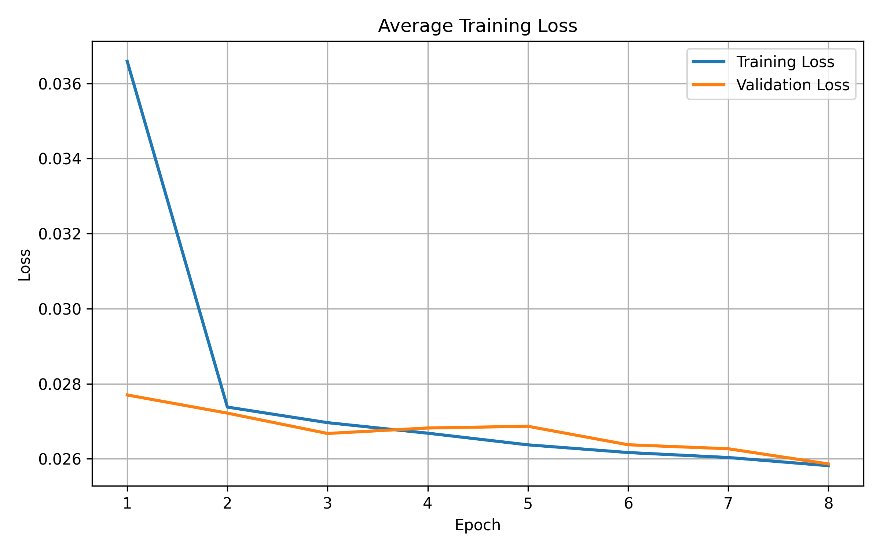 Average Training Loss
Training Loss
Validation Loss
0.036
0.034
0.032
0.030
0.028
0.026
Loss
1 2 3 4 5 6 7 8
Epoch